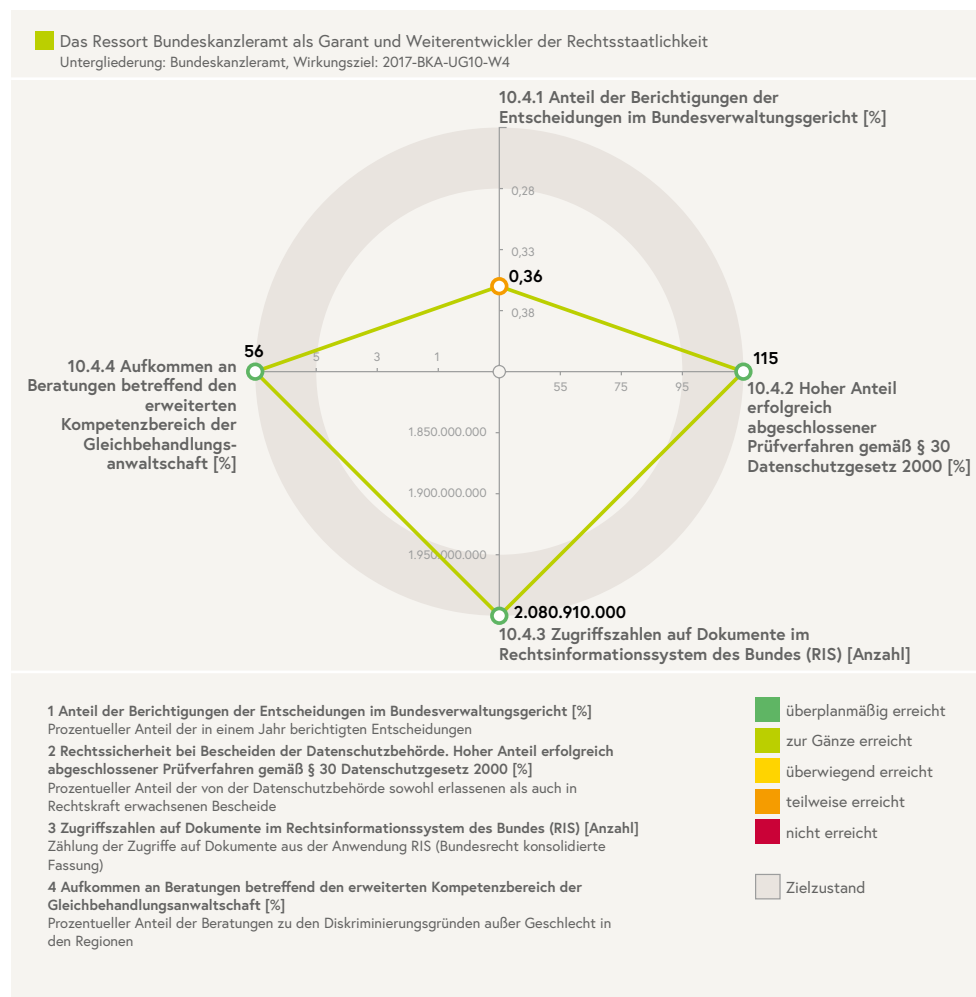 Das Ressort Bundeskanzleramt als Garant und Weiterentwickler der Rechtsstaatlichkeit
Untergliederung: Bundeskanzleramt, Wirkungsziel: 2017-BKA-UG10-W4
10.4.1 Anteil der Berichtigungen der
Entscheidungen im Bundesverwaltungsgericht [%]
0,28
0,33
0,36
0,38
56
5
3
1
10.4.4 Aufkommen an
Beratungen betreffend den
erweiterten
Kompetenzbereich der
Gleichbehandlungs-
anwaltschaft [%]
115
55
75
95
10.4.2 Hoher Anteil
erfolgreich
abgeschlossener
Prüfverfahren gemäß § 30
Datenschutzgesetz 2000 [%]
1.850.000.000
1.900.000.000
1.950.000.000
2.080.910.000
10.4.3 Zugriffszahlen auf Dokumente im
Rechtsinformationssystem des Bundes (RIS) [Anzahl]
1 Anteil der Berichtigungen der Entscheidungen im Bundesverwaltungsgericht [%]
Prozentueller Anteil der in einem Jahr berichtigten Entscheidungen
2 Rechtssicherheit bei Bescheiden der Datenschutzbehörde. Hoher Anteil erfolgreich
abgeschlossener Prüfverfahren gemäß § 30 Datenschutzgesetz 2000 [%]
Prozentueller Anteil der von der Datenschutzbehörde sowohl erlassenen als auch in
Rechtskraft erwachsenen Bescheide
3 Zugriffszahlen auf Dokumente im Rechtsinformationssystem des Bundes (RIS) [Anzahl]
Zählung der Zugriffe auf Dokumente aus der Anwendung RIS (Bundesrecht konsolidierte
Fassung)
4 Aufkommen an Beratungen betreffend den erweiterten Kompetenzbereich der
Gleichbehandlungsanwaltschaft [%]
Prozentueller Anteil der Beratungen zu den Diskriminierungsgründen außer Geschlecht in
den Regionen
überplanmäßig erreicht
zur Gänze erreicht
überwiegend erreicht
teilweise erreicht
nicht erreicht
Zielzustand